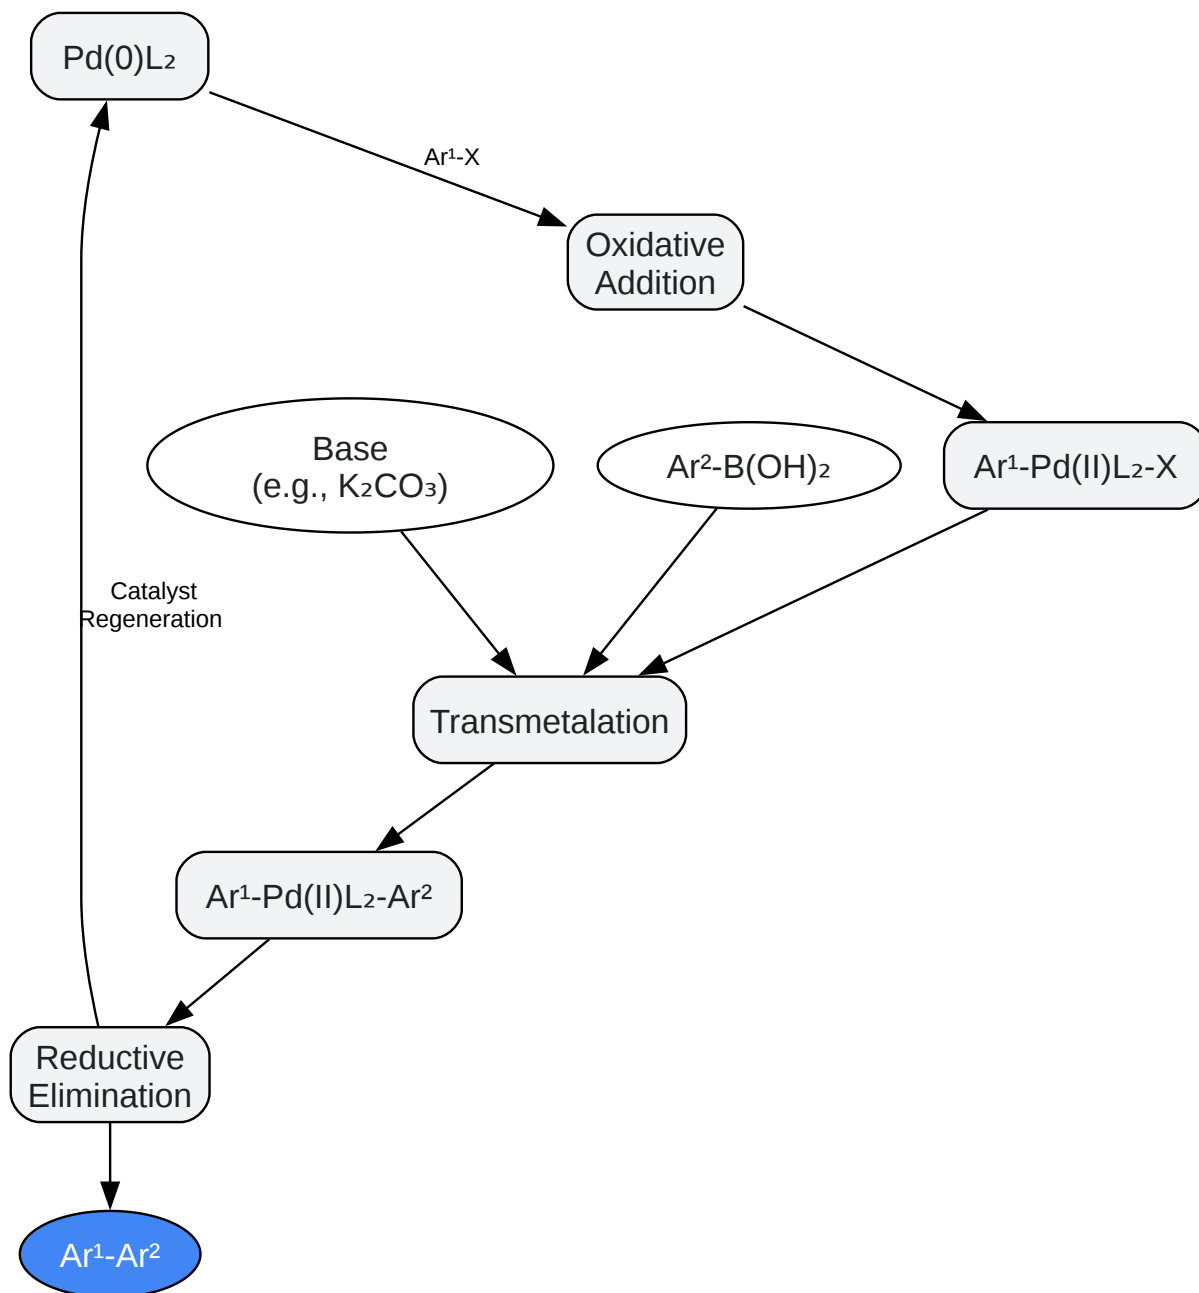 Pd(0)L₂
Ar¹-X
Oxidative
Addition
Base
(e.g., K₂CO₃)
Ar²-B(OH)₂
Ar¹-Pd(II)L₂-X
Catalyst
Regeneration
Transmetalation
Ar¹-Pd(II)L₂-Ar²
Reductive
Elimination
Ar¹-Ar²